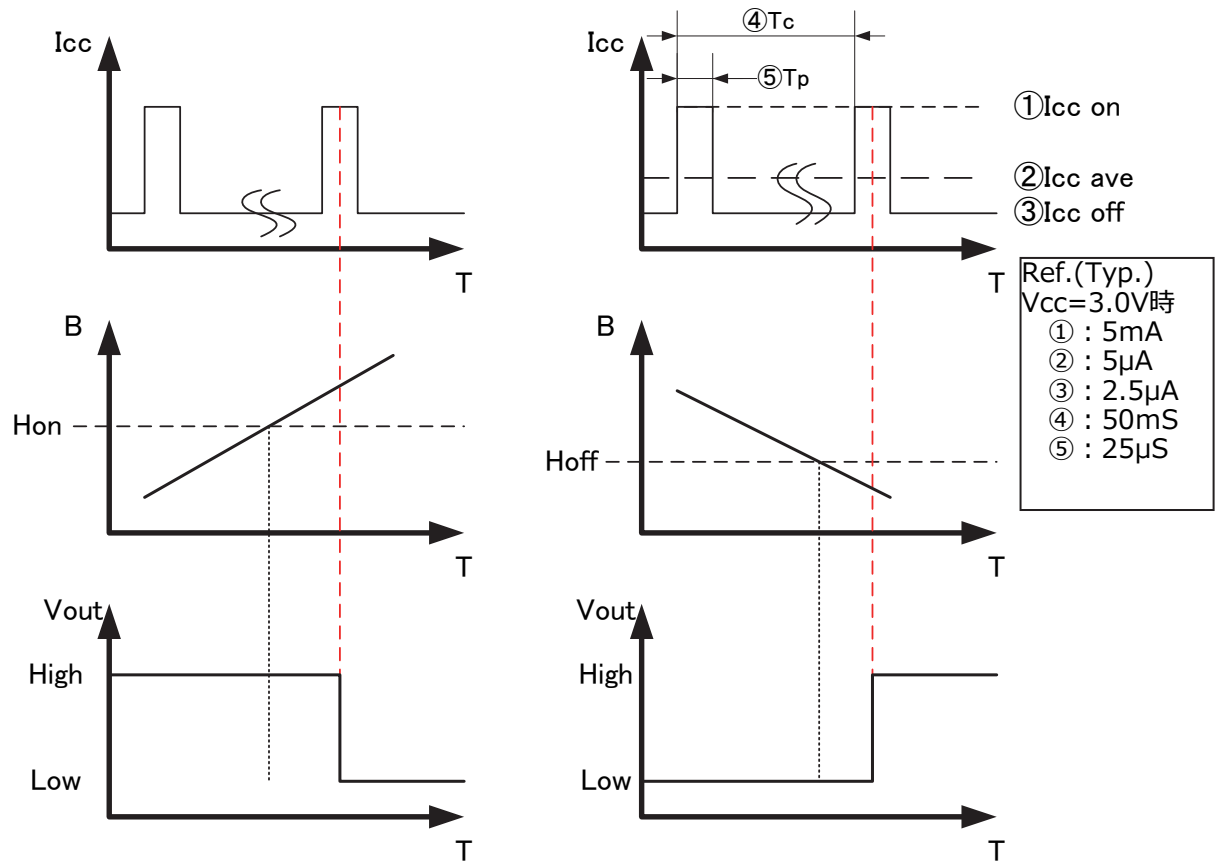 Icc
T
B
Hon
T
Vout
High
Low
T
Icc
④Tc
⑤Tp
①Icc on
②Icc ave
③Icc off
T
B
Hoff
T
Vout
High
Low
T
Ref.(Typ.)
Vcc=3.0V時
①：5mA
②：5μA
③：2.5μA
④：50mS
⑤：25μS